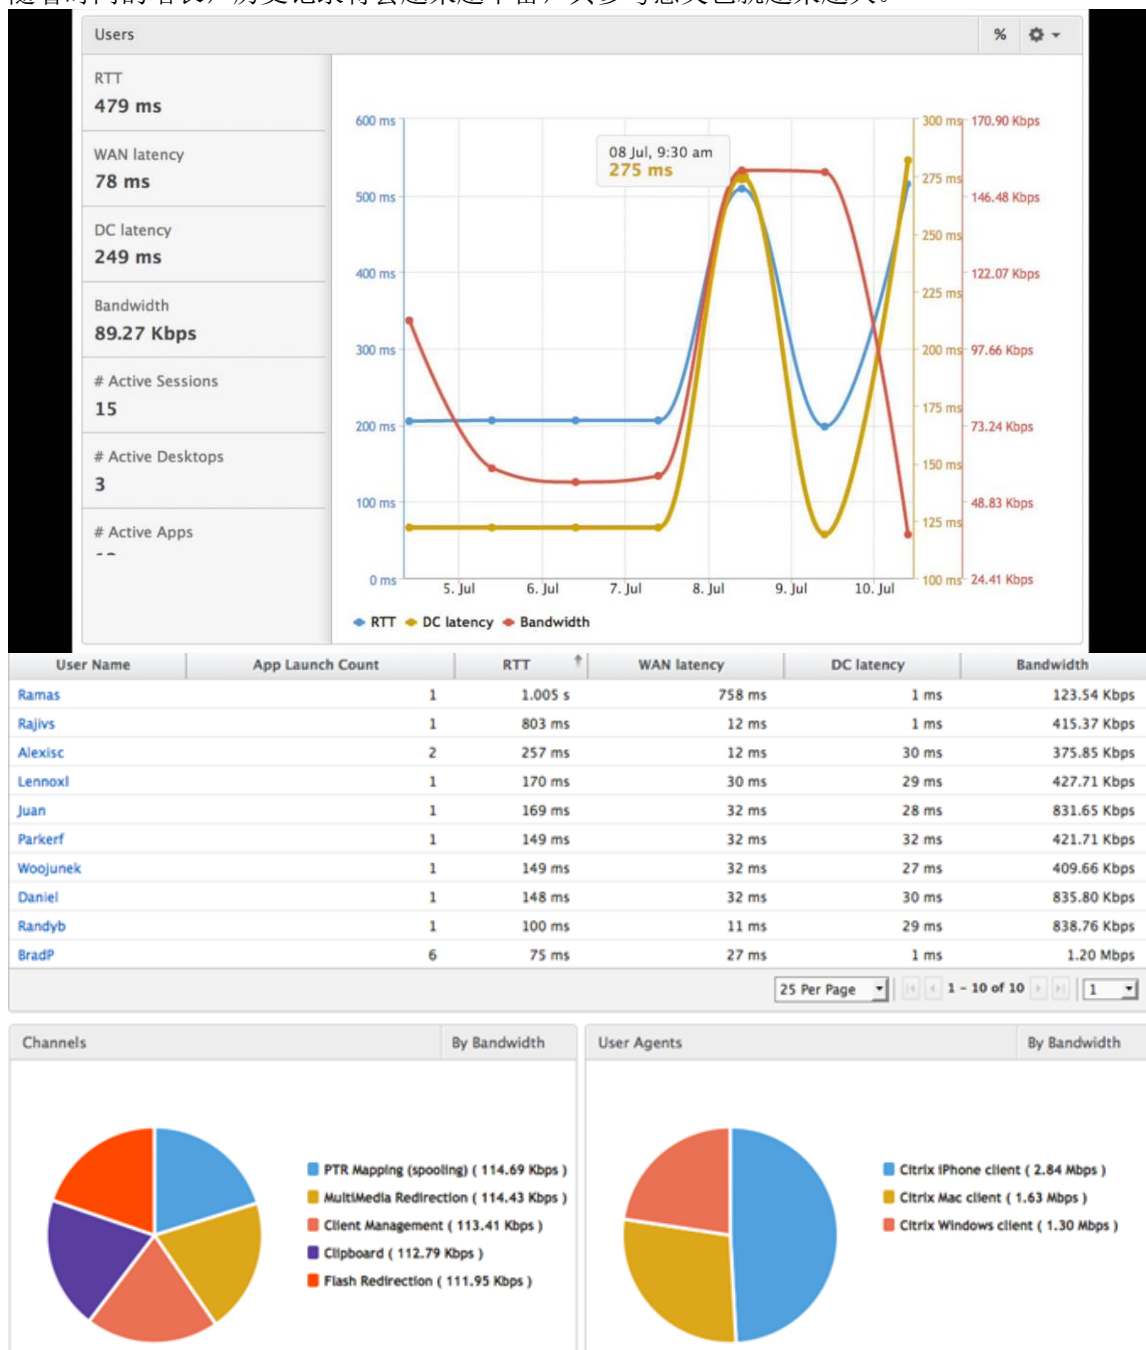 Users %
RTT
479 ms
WAN latency
78 ms
DC latency
249 ms
Bandwidth
89.27 Kbps
# Active Sessions
15
# Active Desktops
3
# Active Apps
600 ms
500 ms
400 ms
300 ms
200 ms
100 ms
0 ms
08 Jul, 9:30 am
275 ms
300 ms 170.90 Kbps
275 ms
146.48 Kbps
250 ms
122.07 Kbps
225 ms
200 ms 97.66 Kbps
175 ms
73.24 Kbps
150 ms
48.83 Kbps
125 ms
100 ms 24.41 Kbps
5. Jul 6. Jul 7. Jul 8. Jul 9. Jul 10. Jul
RTT DC latency Bandwidth
User Name App Launch Count RTT WAN latency DC latency Bandwidth
Ramas 1 1.005 s 758 ms 1 ms 123.54 Kbps
Rajivs 1 803 ms 12 ms 1 ms 415.37 Kbps
Alexisc 2 257 ms 12 ms 30 ms 375.85 Kbps
Lennoxl 1 170 ms 30 ms 29 ms 427.71 Kbps
Juan 1 169 ms 32 ms 28 ms 831.65 Kbps
Parkerf 1 149 ms 32 ms 32 ms 421.71 Kbps
Woojunek 1 149 ms 32 ms 27 ms 409.66 Kbps
Daniel 1 148 ms 32 ms 30 ms 835.80 Kbps
Randyb 1 100 ms 11 ms 29 ms 838.76 Kbps
BradP 6 75 ms 27 ms 1 ms 1.20 Mbps
25 Per Page 1 - 10 of 10 1
Channels By Bandwidth
PTR Mapping (spooling) ( 114.69 Kbps )
MultiMedia Redirection ( 114.43 Kbps )
Client Management ( 113.41 Kbps )
Clipboard ( 112.79 Kbps )
Flash Redirection ( 111.95 Kbps )
User Agents By Bandwidth
Citrix iPhone client ( 2.84 Mbps )
Citrix Mac client ( 1.63 Mbps )
Citrix Windows client ( 1.30 Mbps )